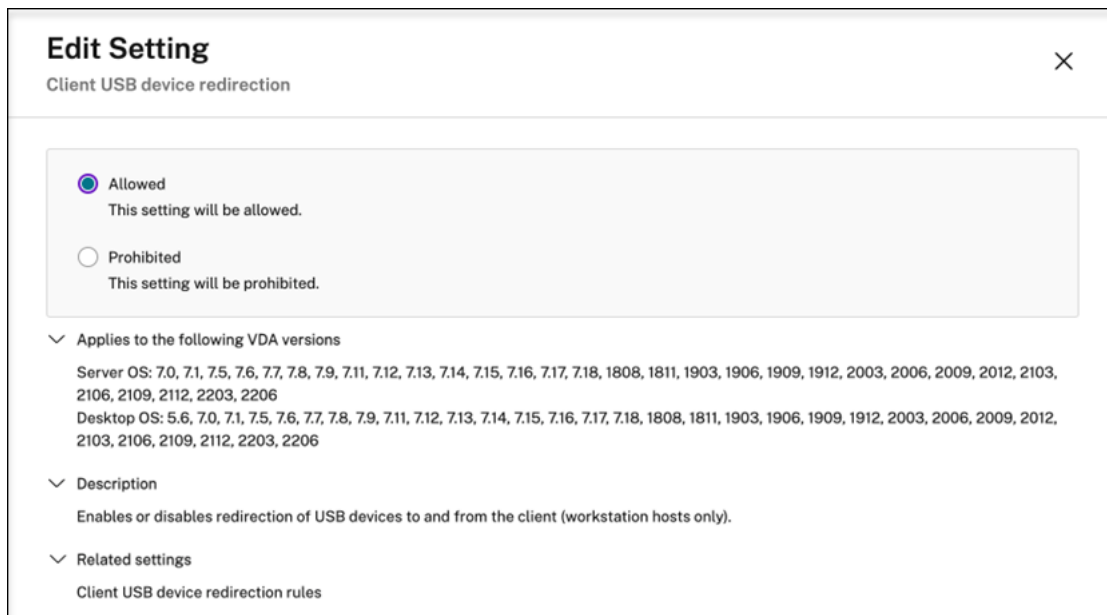 Edit Setting
Client USB device redirection
Allowed
This setting will be allowed.
Prohibited
This setting will be prohibited.
Applies to the following VDA versions
Server OS: 7.0, 7.1, 7.5, 7.6, 7.7, 7.8, 7.9, 7.11, 7.12, 7.13, 7.14, 7.15, 7.16, 7.17, 7.18, 1808, 1811, 1903, 1906, 1909, 1912, 2003, 2006, 2009, 2012, 2103,
2106, 2109, 2112, 2203, 2206
Desktop OS: 5.6, 7.0, 7.1, 7.5, 7.6, 7.7, 7.8, 7.9, 7.11, 7.12, 7.13, 7.14, 7.15, 7.16, 7.17, 7.18, 1808, 1811, 1903, 1906, 1909, 1912, 2003, 2006, 2009, 2012,
2103, 2106, 2109, 2112, 2203, 2206
Description
Enables or disables redirection of USB devices to and from the client (workstation hosts only).
Related settings
Client USB device redirection rules